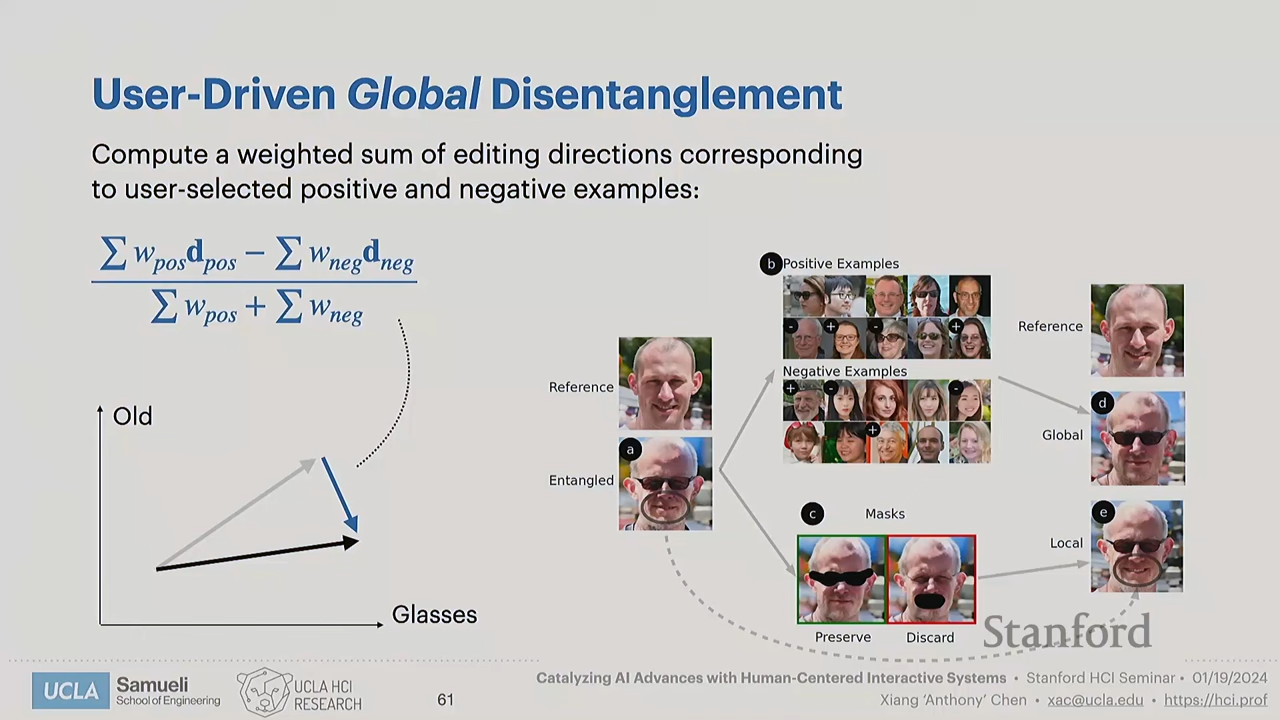 User-Driven Global Disentanglement
Compute a weighted sum of editing directions corresponding
to user-selected positive and negative examples:
∑ w_pos d_pos − ∑ w_neg d_neg
∑ w_pos + ∑ w_neg
Old
Glasses
Reference
a
Entangled
b Positive Examples
- + - +
Negative Examples
+ - -
+
c Masks
Preserve Discard
Reference
d
Global
e
Local
Stanford
UCLA Samueli
School of Engineering
UCLA HCI
RESEARCH
61
Catalyzing AI Advances with Human-Centered Interactive Systems • Stanford HCI Seminar • 01/19/2024
Xiang 'Anthony' Chen • xac@ucla.edu • https://hci.prof